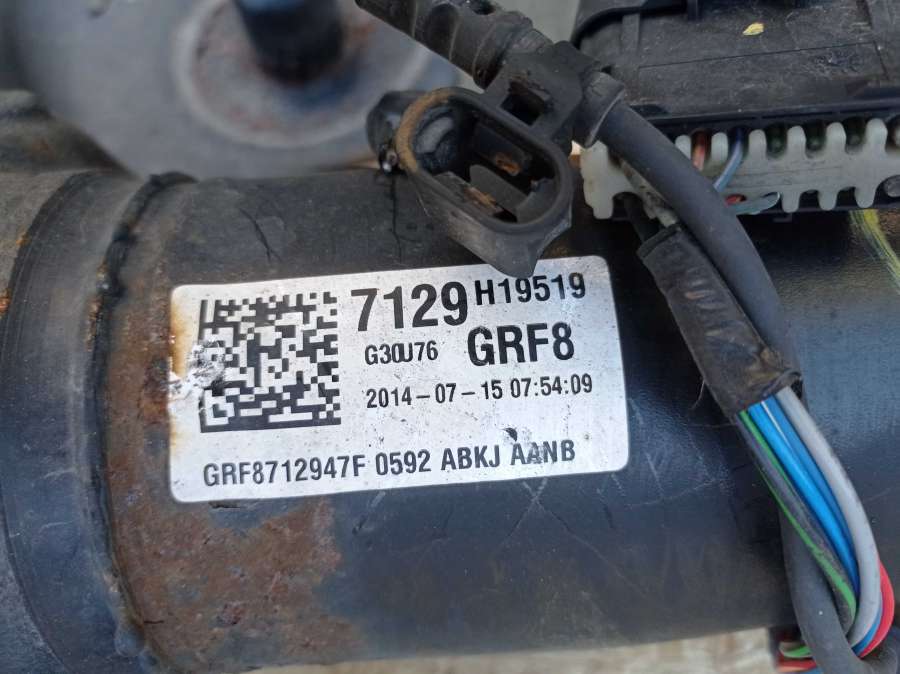 7129 H19519
G30U76 GRF8
2014-07-15 07:54:09
GRF8712947F 0592 ABKJ AANB